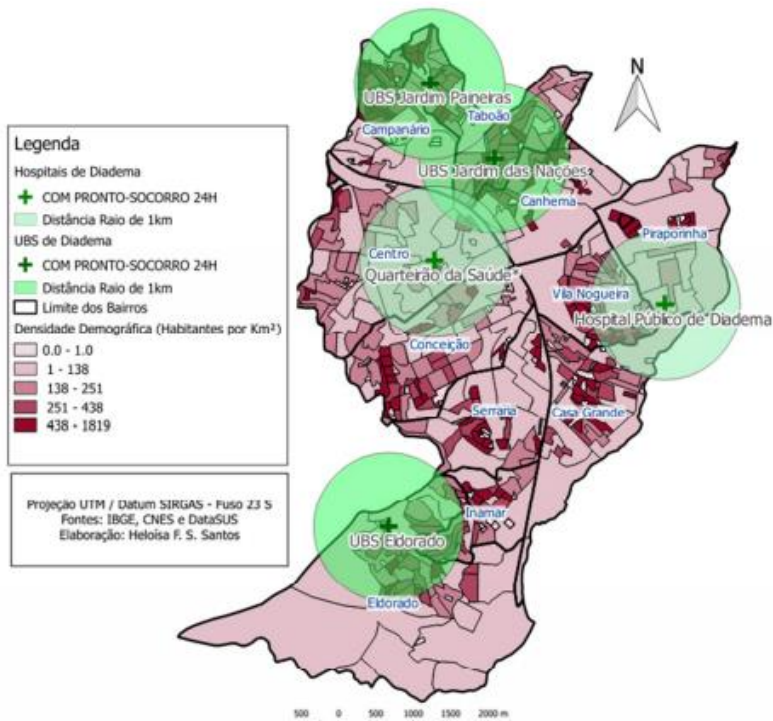 N
UBS Jardim Paineiras
Taboão
Campanário
UBS Jardim das Nações
Canhema
Piraporinha
Centro
Quarteirão da Saúde*
Vila Nogueira
Hospital Público de Diadema
Conceição
Serraria
Casa Grande
Inamar
UBS Eldorado
Eldorado
Legenda
Hospitais de Diadema
COM PRONTO-SOCORRO 24H
Distância Raio de 1km
UBS de Diadema
COM PRONTO-SOCORRO 24H
Distância Raio de 1km
Limite dos Bairros
Densidade Demográfica (Habitantes por Km²)
0.0 - 1.0
1 - 138
138 - 251
251 - 438
438 - 1819
Projeção UTM / Datum SIRGAS - Fuso 23 S
Fontes: IBGE, CNES e DataSUS
Elaboração: Heloísa F. S. Santos
500 0 500 1000 1500 2000 m